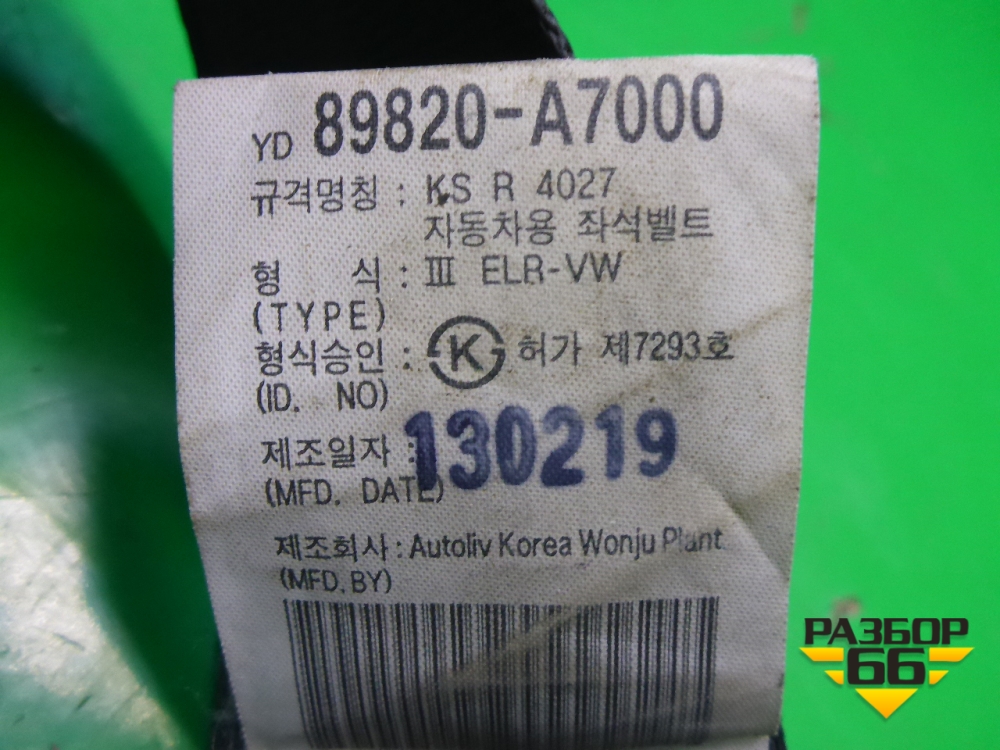 YD 89820-A7000
규격명칭 : KS R 4027
자동차용 좌석벨트
형 식 : III ELR-VW
(TYPE)
형식승인 : K 허가 제7293호
(ID. NO)
제조일자 : 130219
(MFD. DATE)
제조회사 : Autoliv Korea Wonju Plant
(MFD. BY)
РАЗБОР
66